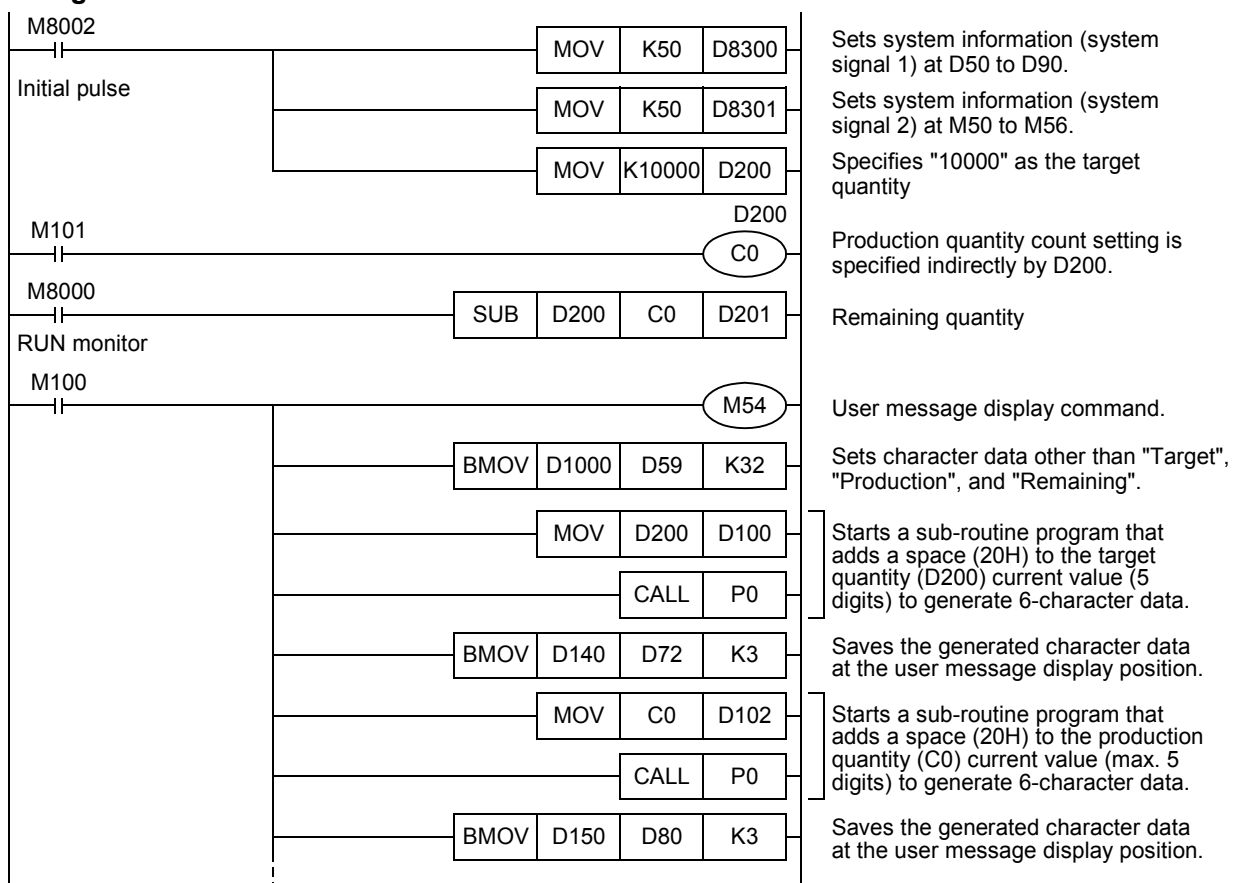 M8002
MOV K50 D8300
Sets system information (system
signal 1) at D50 to D90.
Initial pulse
MOV K50 D8301
Sets system information (system
signal 2) at M50 to M56.
MOV K10000 D200
Specifies "10000" as the target
quantity
D200
M101
C0
Production quantity count setting is
specified indirectly by D200.
M8000
SUB D200 C0 D201
Remaining quantity
RUN monitor
M100
M54
User message display command.
BMOV D1000 D59 K32
Sets character data other than "Target",
"Production", and "Remaining".
MOV D200 D100
CALL P0
Starts a sub-routine program that
adds a space (20H) to the target
quantity (D200) current value (5
digits) to generate 6-character data.
BMOV D140 D72 K3
Saves the generated character data
at the user message display position.
MOV C0 D102
CALL P0
Starts a sub-routine program that
adds a space (20H) to the production
quantity (C0) current value (max. 5
digits) to generate 6-character data.
BMOV D150 D80 K3
Saves the generated character data
at the user message display position.